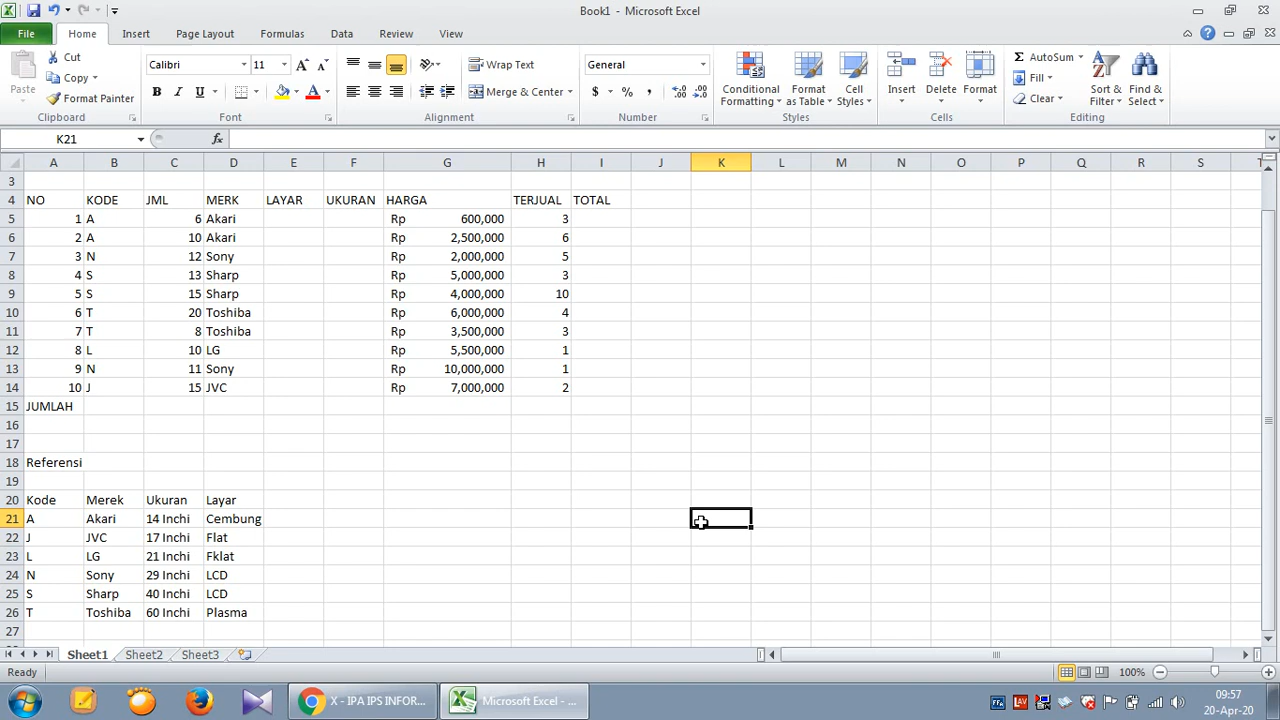 Book1 - Microsoft Excel
File Home Insert Page Layout Formulas Data Review View
Cut
Copy
Format Painter
Paste
Clipboard
Calibri 11
B I U
Font
Wrap Text
Merge & Center
Alignment
General
$ % ,
Number
Conditional Formatting
Format as Table
Cell Styles
Styles
Insert Delete Format
Cells
AutoSum
Fill
Clear
Sort & Filter
Find & Select
Editing
K21 fx
A B C D E F G H I J K L M N O P Q R S T
3
4 NO KODE JML MERK LAYAR UKURAN HARGA TERJUAL TOTAL
5 1 A 6 Akari Rp 600,000 3
6 2 A 10 Akari Rp 2,500,000 6
7 3 N 12 Sony Rp 2,000,000 5
8 4 S 13 Sharp Rp 5,000,000 3
9 5 S 15 Sharp Rp 4,000,000 10
10 6 T 20 Toshiba Rp 6,000,000 4
11 7 T 8 Toshiba Rp 3,500,000 3
12 8 L 10 LG Rp 5,500,000 1
13 9 N 11 Sony Rp 10,000,000 1
14 10 J 15 JVC Rp 7,000,000 2
15 JUMLAH
16
17
18 Referensi
19
20 Kode Merek Ukuran Layar
21 A Akari 14 Inchi Cembung
22 J JVC 17 Inchi Flat
23 L LG 21 Inchi Fklat
24 N Sony 29 Inchi LCD
25 S Sharp 40 Inchi LCD
26 T Toshiba 60 Inchi Plasma
27
Sheet1 Sheet2 Sheet3
Ready 100%
X - IPA IPS INFOR...
Microsoft Excel - ...
09:57
20-Apr-20